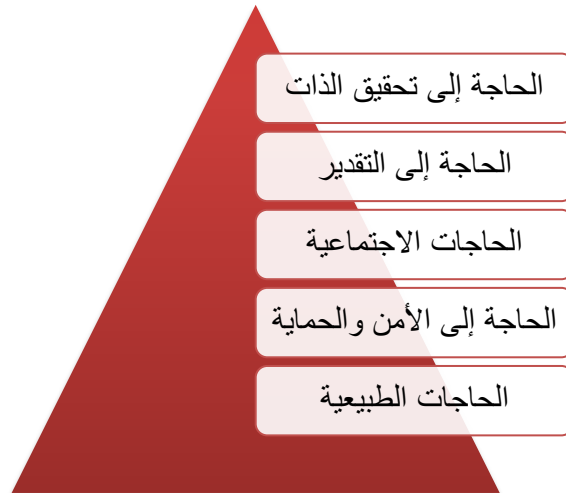 الحاجة إلى تحقيق الذات
الحاجة إلى التقدير
الحاجات الاجتماعية
الحاجة إلى الأمن والحماية
الحاجات الطبيعية